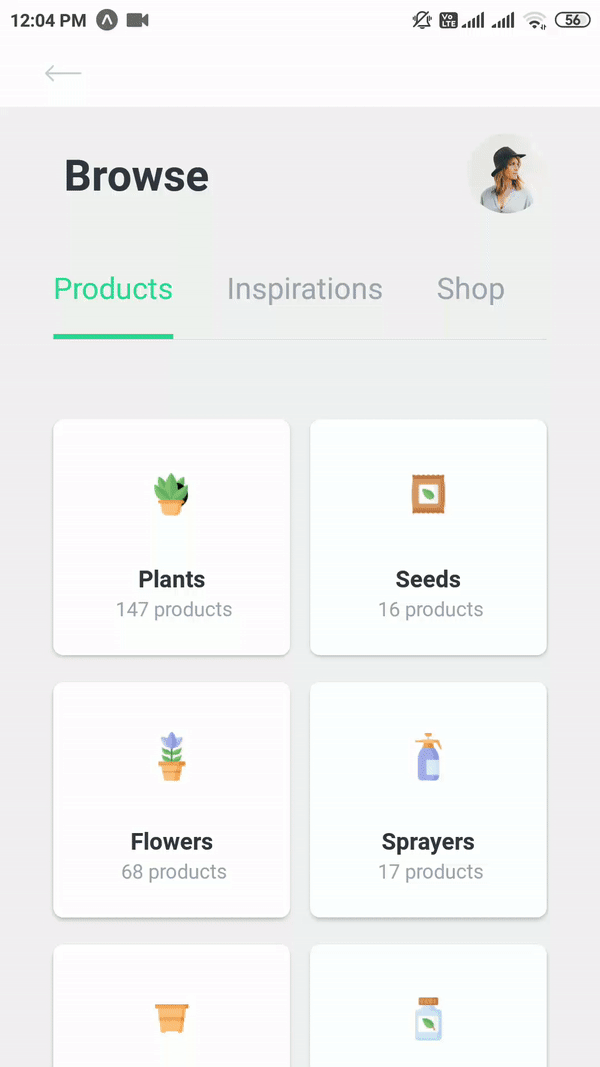 12:04 PM Vo LTE 56
Browse
Products Inspirations Shop
Plants Seeds
147 products 16 products
Flowers Sprayers
68 products 17 products